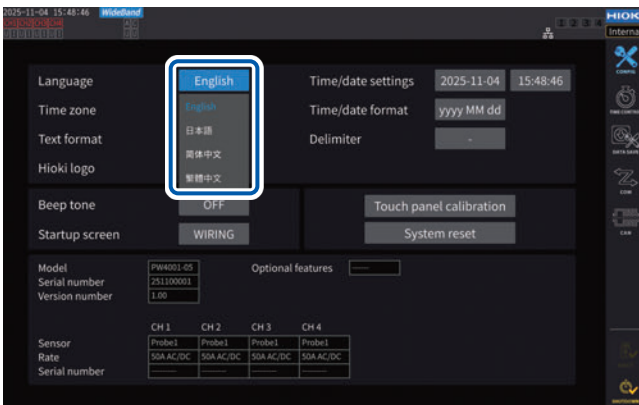 2025-11-04 15:48:46 WideBand
HIOK
Interna
Language English Time/date settings 2025-11-04 15:48:46
English
Time zone Time/date format yyyy MM dd
日本語
Text format Delimiter -
简体中文
Hioki logo
繁體中文
Beep tone OFF Touch panel calibration
Startup screen WIRING System reset
Model PW4001-05 Optional features -----
Serial number 251100001
Version number 1.00
CH 1 CH 2 CH 3 CH 4
Sensor Probe1 Probe1 Probe1 Probe1
Rate 50A AC/DC 50A AC/DC 50A AC/DC 50A AC/DC
Serial number
CONFIG
DATA SAVE
COM
CAN
SHUTDOWN